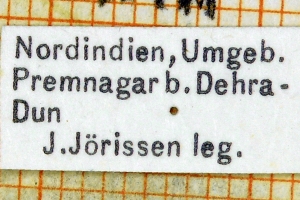 Nordindien, Umgeb.
Premnagar b. Dehra-
Dun
J. Jörissen leg.